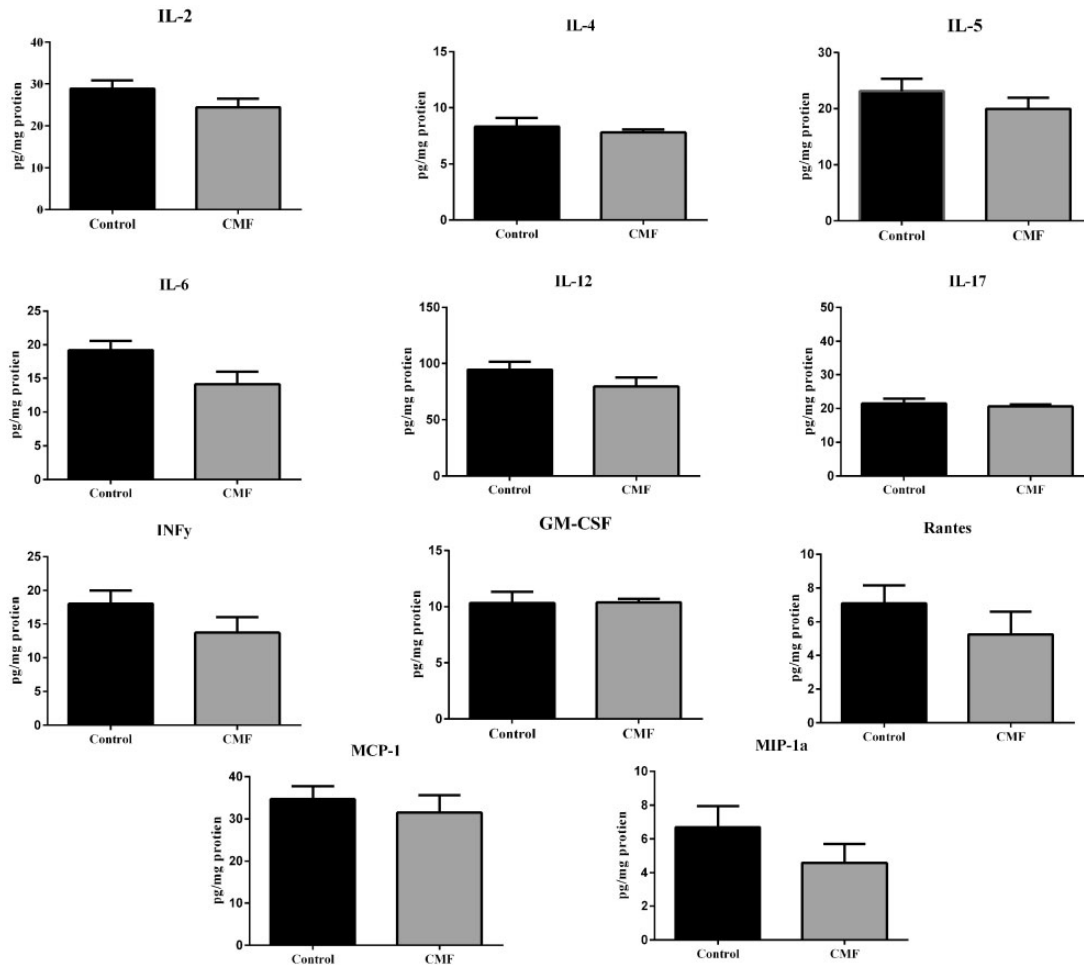 IL-2
pg/mg protien
40
30
20
10
0
Control CMF
IL-4
pg/mg protien
15
10
5
0
Control CMF
IL-5
pg/mg protien
30
20
10
0
Control CMF
IL-6
pg/mg protien
25
20
15
10
5
0
Control CMF
IL-12
pg/mg protien
150
100
50
0
Control CMF
IL-17
pg/mg protien
50
40
30
20
10
0
Control CMF
INFy
pg/mg protien
25
20
15
10
5
0
Control CMF
GM-CSF
pg/mg protien
15
10
5
0
Control CMF
Rantes
pg/mg protien
10
8
6
4
2
0
Control CMF
MCP-1
pg/mg protien
40
30
20
10
0
Control CMF
MIP-1a
pg/mg protien
10
8
6
4
2
0
Control CMF